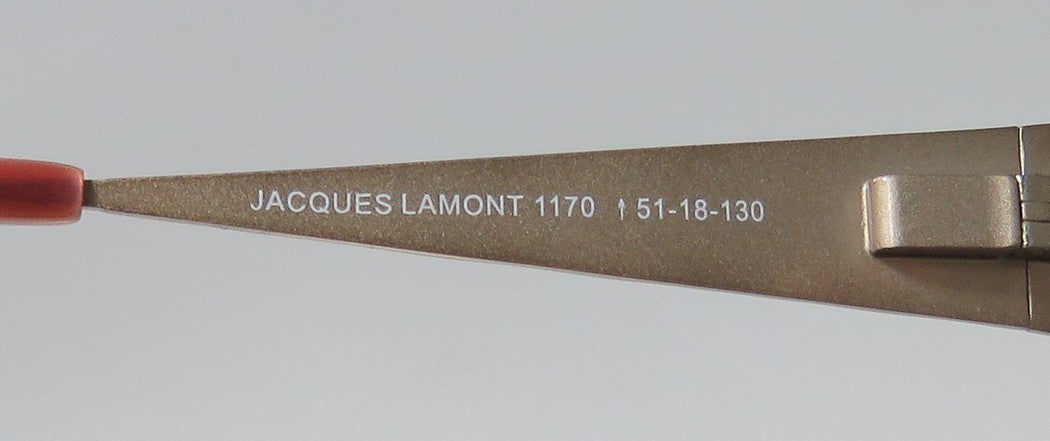 JACQUES LAMONT 1170 ↑ 51-18-130